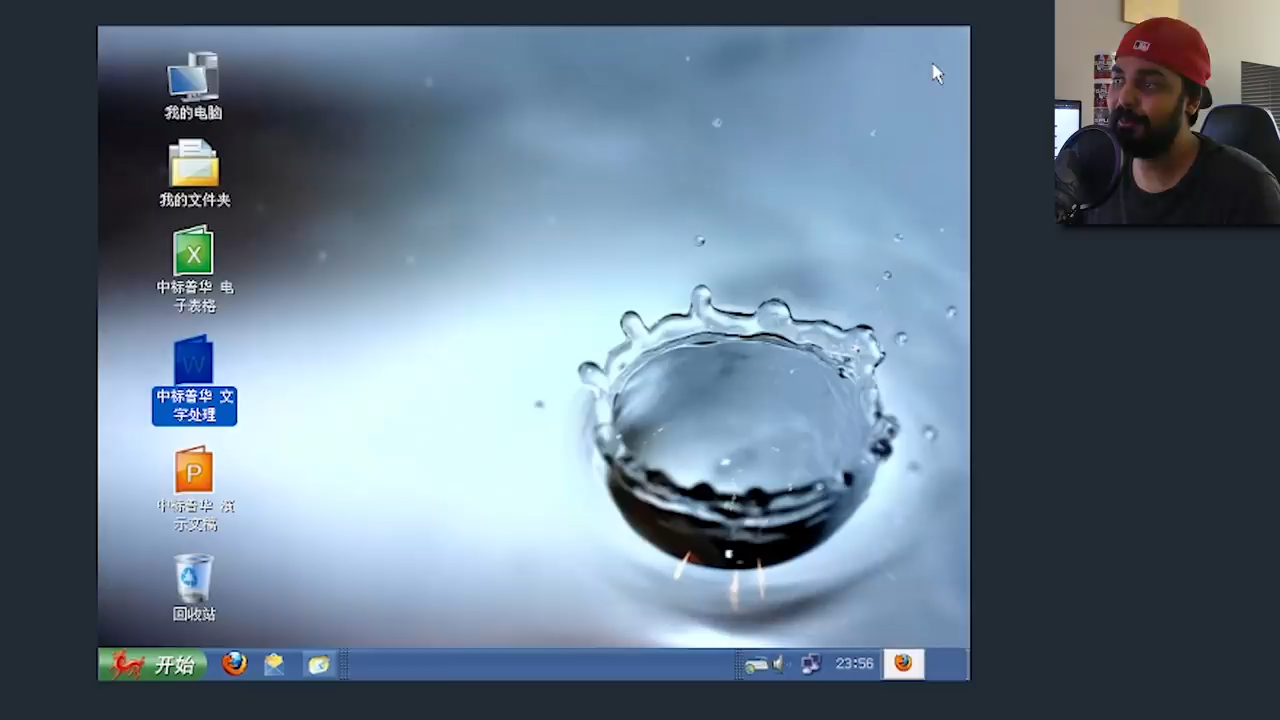 我的电脑
我的文件夹
X
中标普华 电
子表格
W
中标普华 文
字处理
P
中标普华 演
示文稿
回收站
开始
23:56